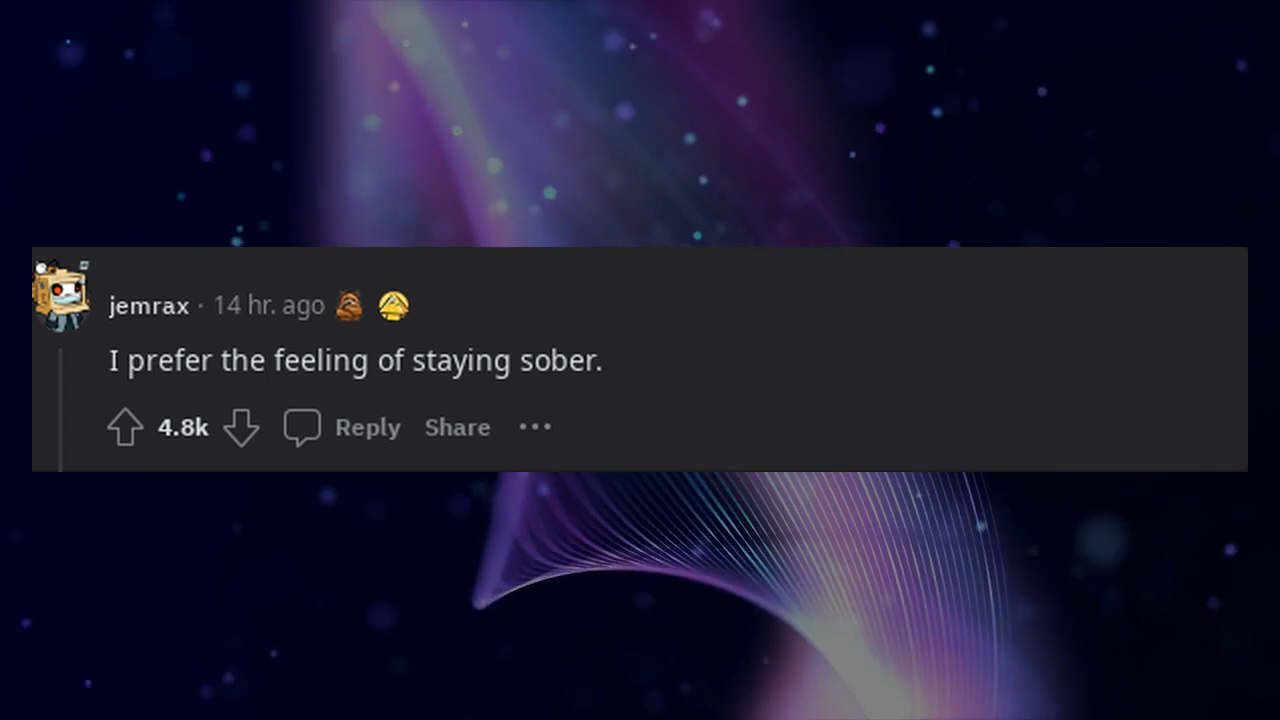 jemrax · 14 hr. ago
I prefer the feeling of staying sober.
4.8k Reply Share